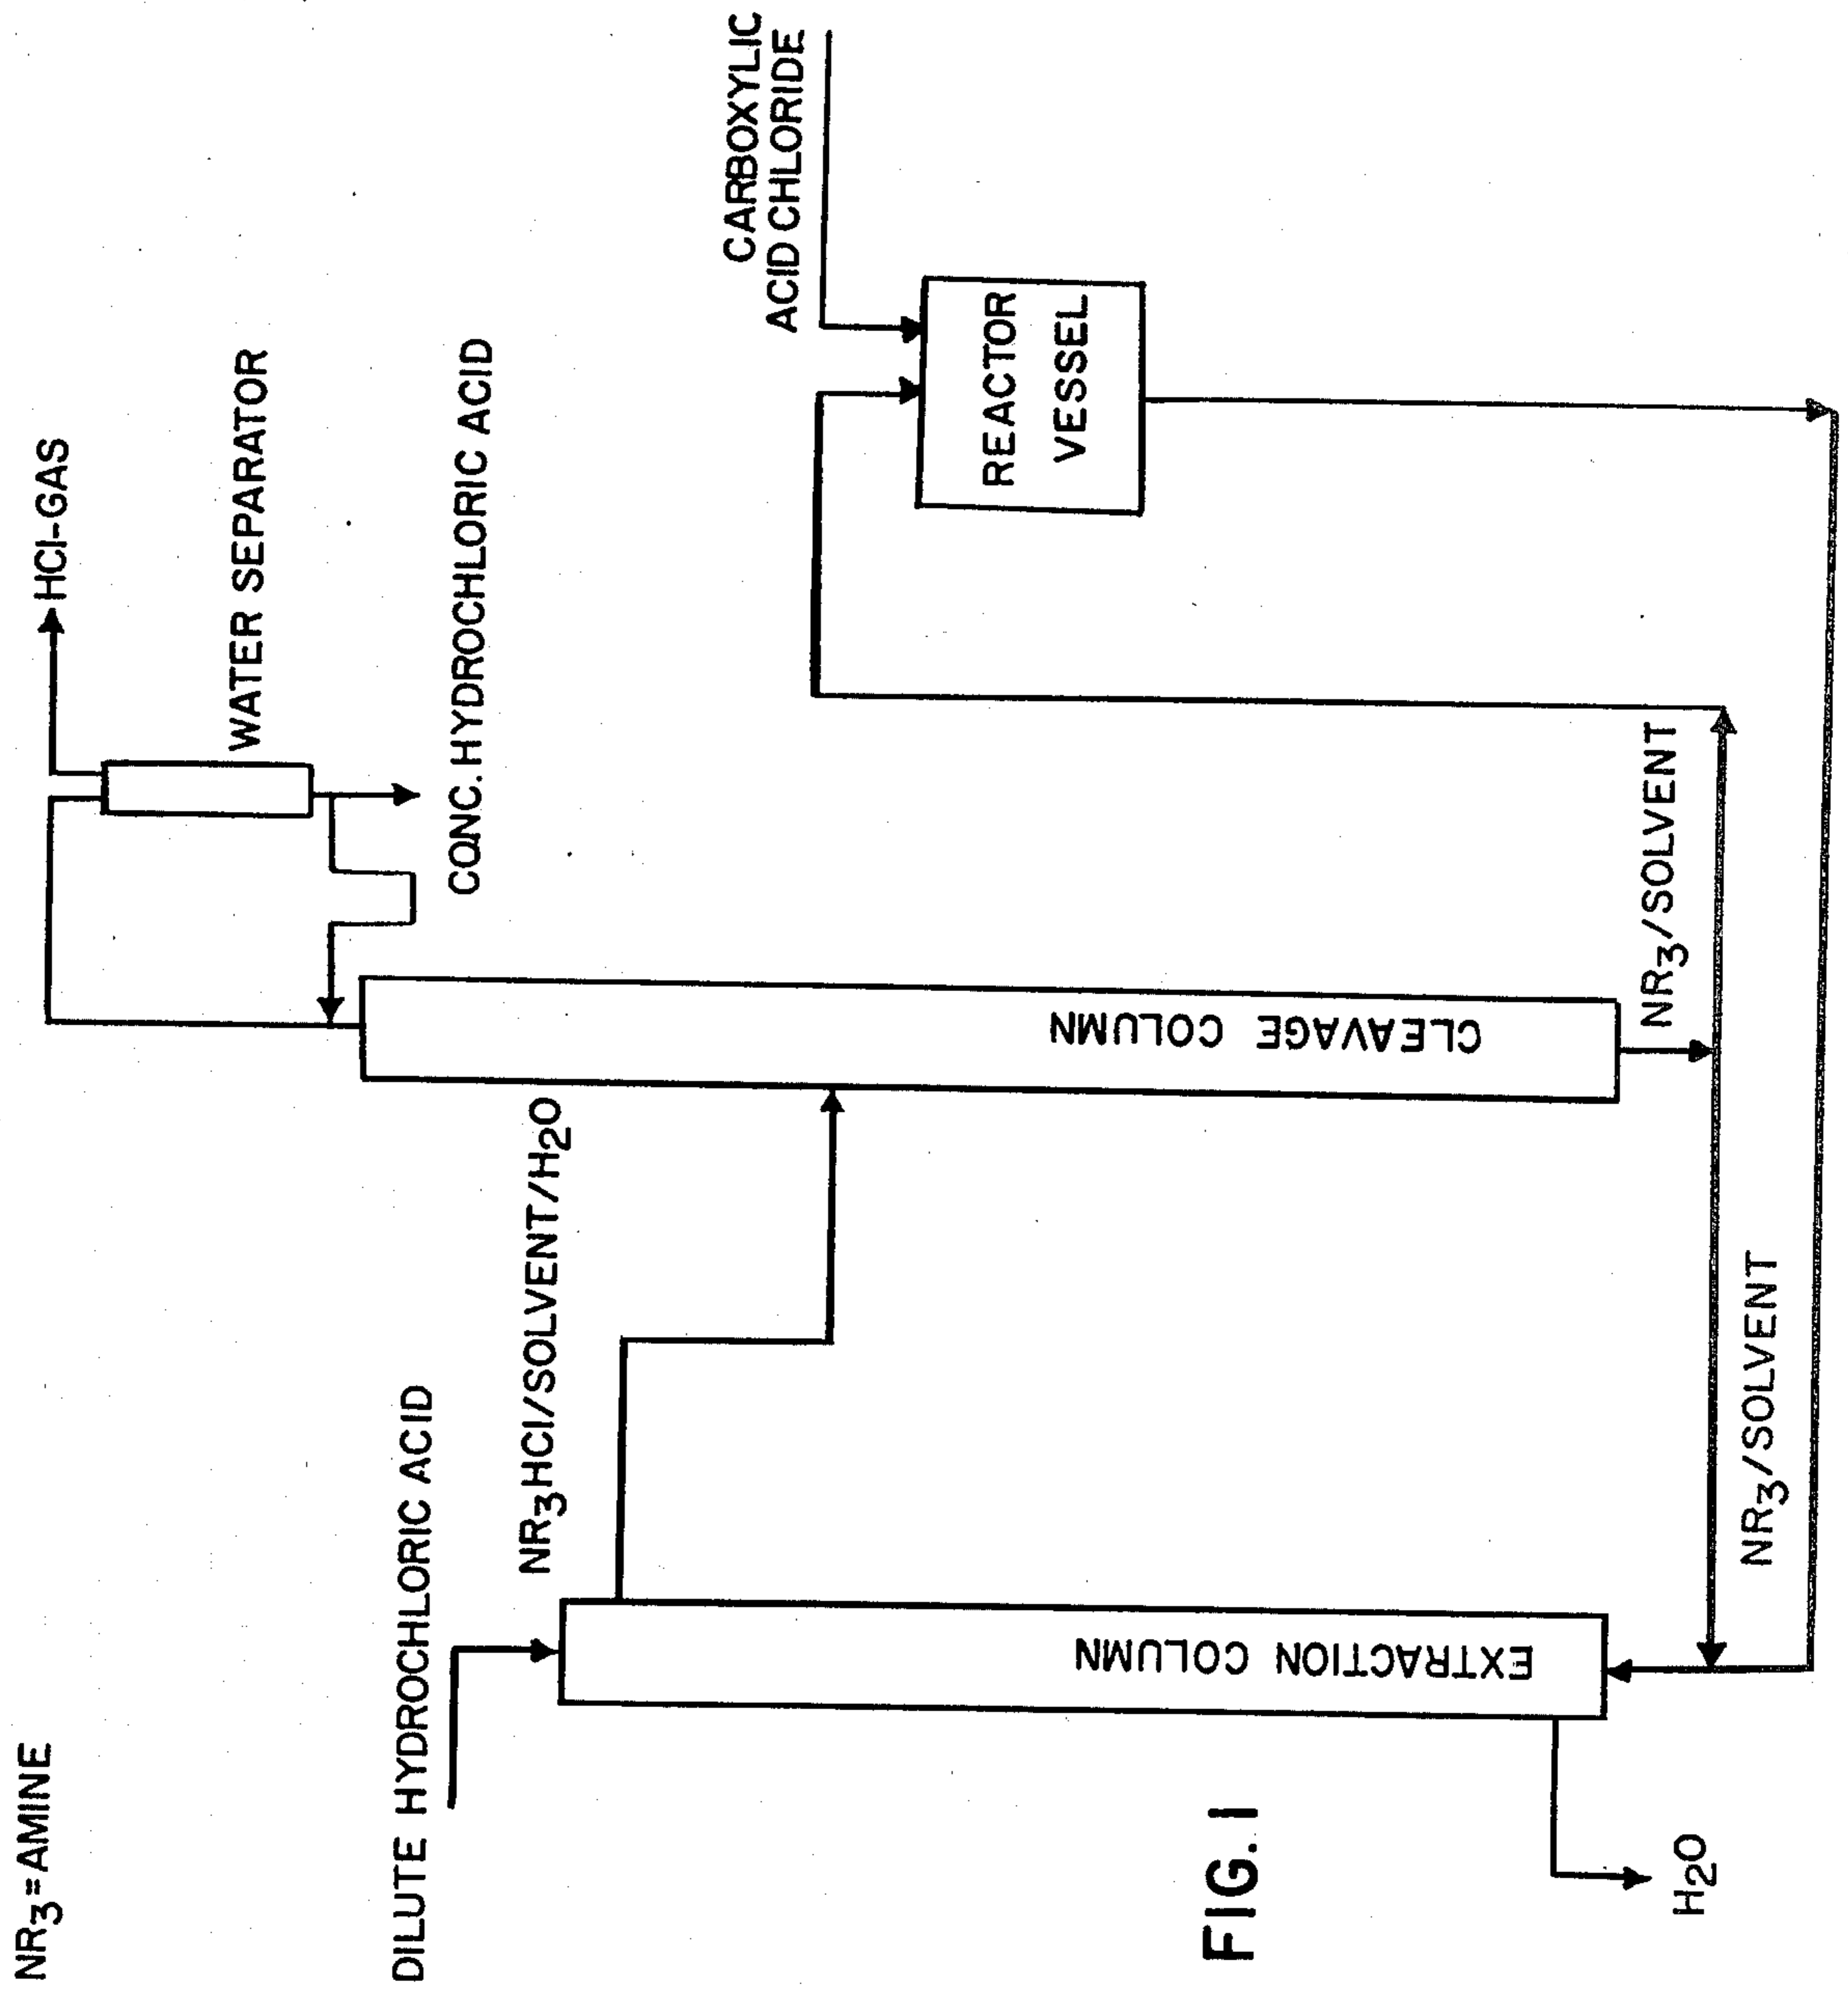 NR3=AMINE
HCl-GAS
WATER SEPARATOR
DILUTE HYDROCHLORIC ACID
CONC. HYDROCHLORIC ACID
NR3HCl/SOLVENT/H2O
CARBOXYLIC
ACID CHLORIDE
REACTOR
VESSEL
EXTRACTION COLUMN
CLEAVAGE COLUMN
NR3/SOLVENT
NR3/SOLVENT
H2O
FIG. 1